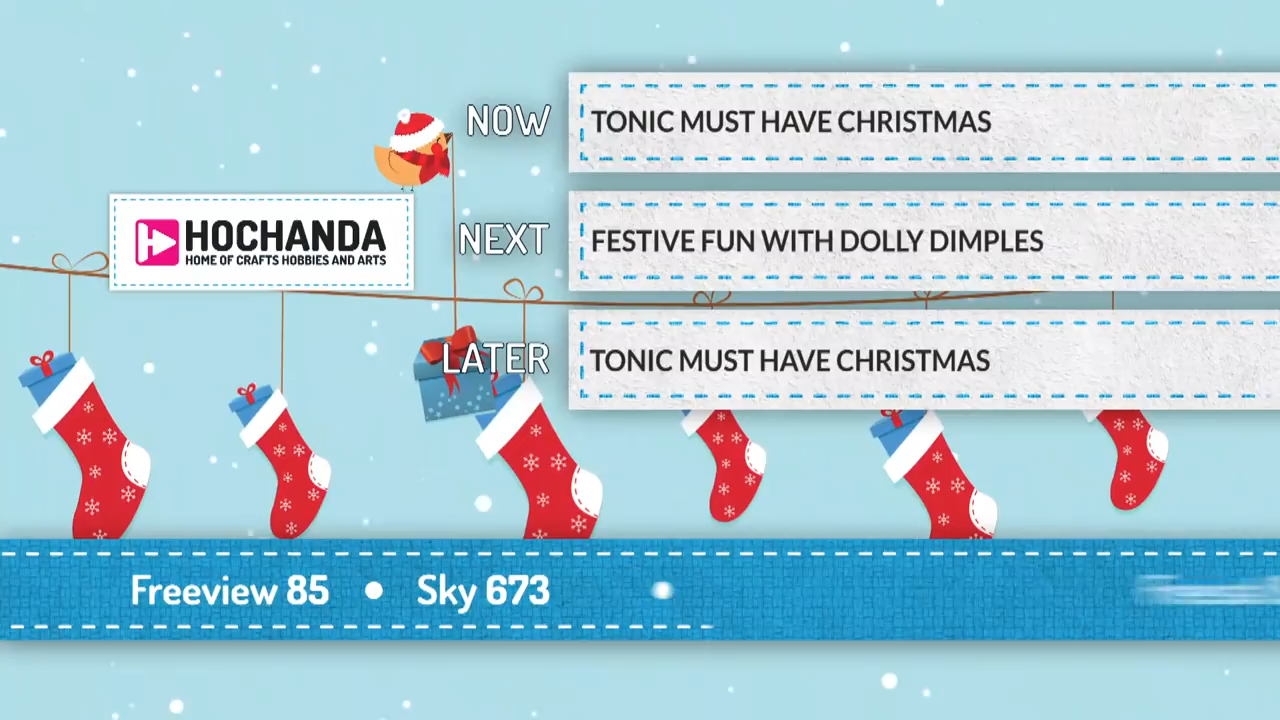 NOW
TONIC MUST HAVE CHRISTMAS
HOCHANDA
HOME OF CRAFTS HOBBIES AND ARTS
NEXT
FESTIVE FUN WITH DOLLY DIMPLES
LATER
TONIC MUST HAVE CHRISTMAS
Freeview 85 • Sky 673 •